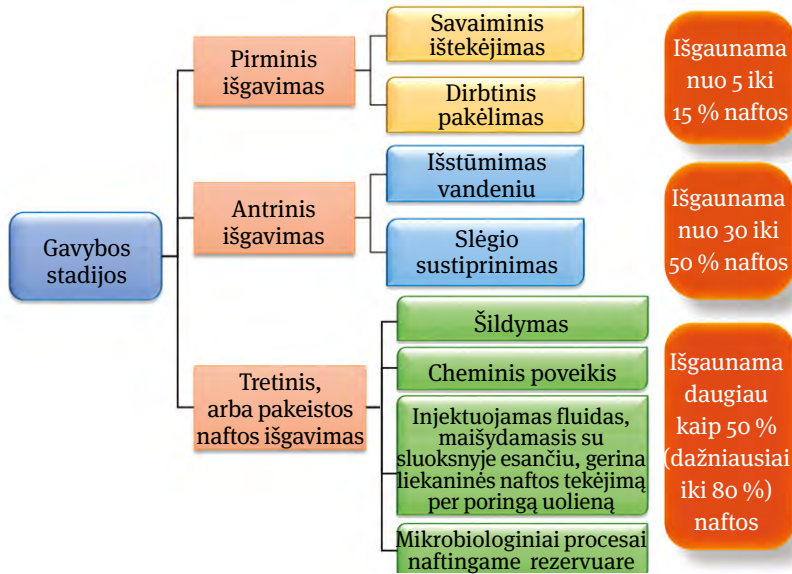 Gavybos
stadijos
Pirminis
išgavimas
Savaiminis
ištekėjimas
Dirbtinis
pakėlimas
Išgaunama
nuo 5 iki
15 % naftos
Antrinis
išgavimas
Išstūmimas
vandeniu
Slėgio
sustiprinimas
Išgaunama
nuo 30 iki
50 % naftos
Tretinis,
arba pakeistos
naftos išgavimas
Šildymas
Cheminis poveikis
Injektuojamas fluidas,
maišydamasis su
sluoksnyje esančiu, gerina
liekaninės naftos tekėjimą
per poringą uolieną
Mikrobiologiniai procesai
naftingame rezervuare
Išgaunama
daugiau
kaip 50 %
(dažniausiai
iki 80 %)
naftos